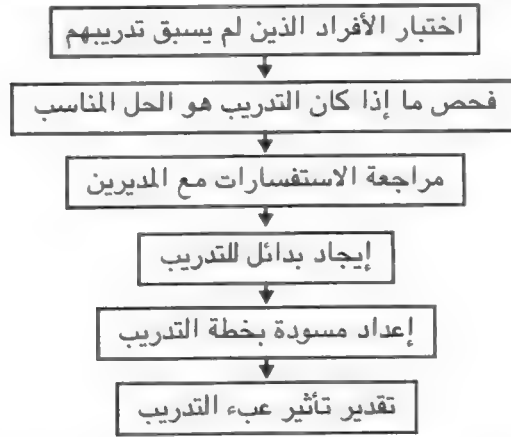 اختبار الأفراد الذين لم يسبق تدريبهم
فحص ما إذا كان التدريب هو الحل المناسب
مراجعة الاستفسارات مع المديرين
إيجاد بدائل للتدريب
إعداد مسودة بخطة التدريب
تقدير تأثير عبء التدريب